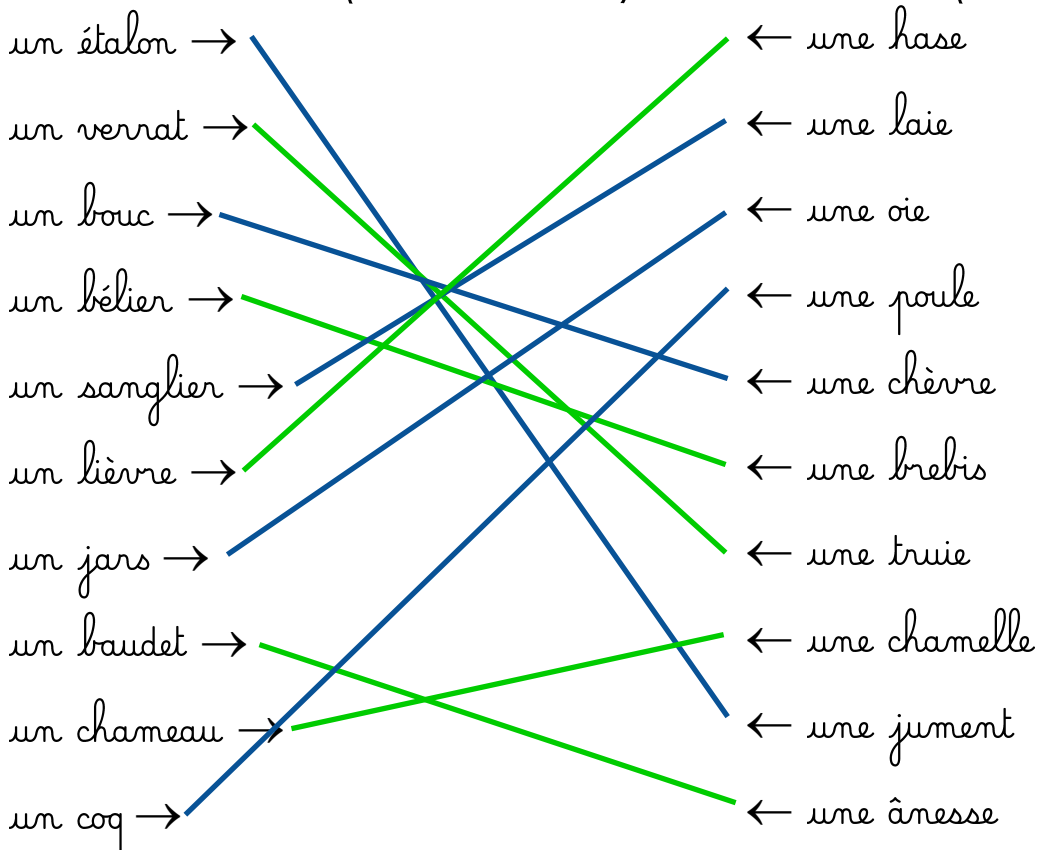 un étalon → ← une hase
un verrat → ← une laie
un bouc → ← une oie
un bélier → ← une poule
un sanglier → ← une chèvre
un lièvre → ← une brebis
un jars → ← une truie
un baudet → ← une chamelle
un chameau → ← une jument
un coq → ← une ânesse